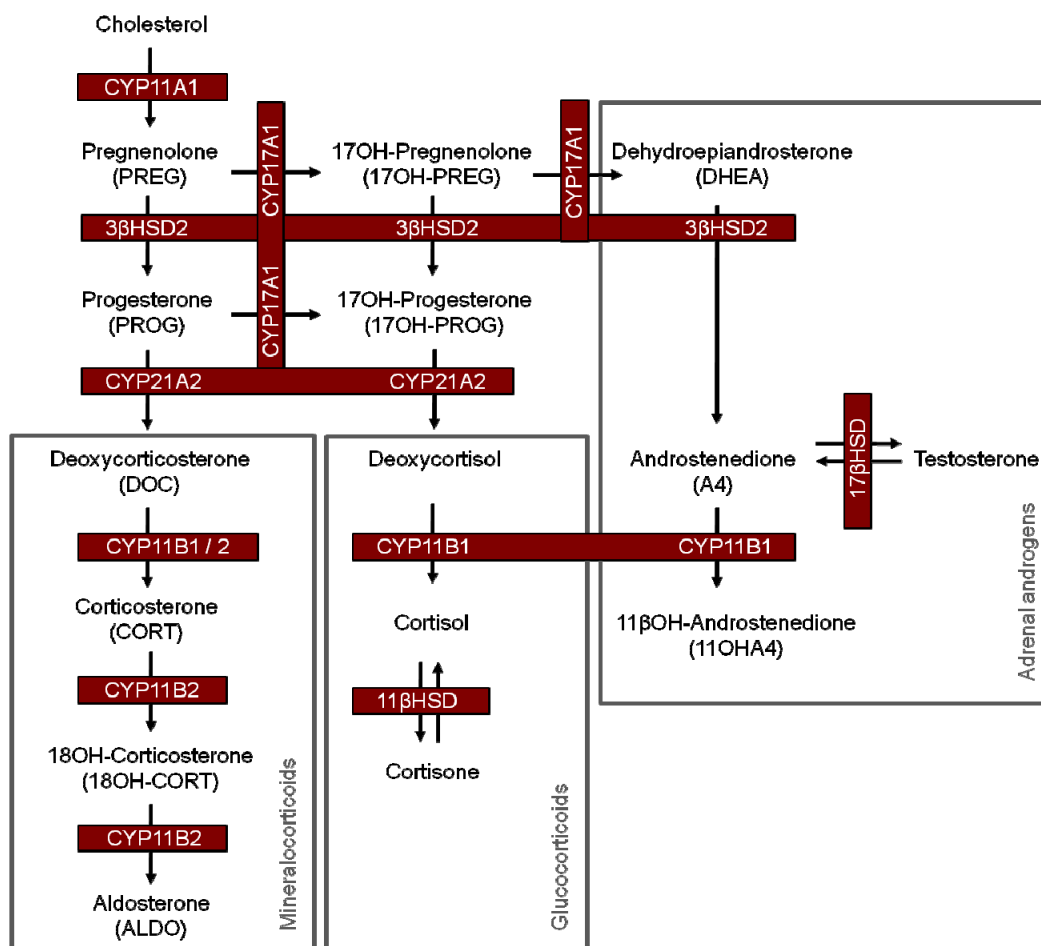 Cholesterol
CYP11A1
Pregnenolone
(PREG)
CYP17A1
17OH-Pregnenolone
(17OH-PREG)
CYP17A1
Dehydroepiandrosterone
(DHEA)
3βHSD2
3βHSD2
3βHSD2
Progesterone
(PROG)
CYP17A1
17OH-Progesterone
(17OH-PROG)
CYP21A2
CYP21A2
Deoxycorticosterone
(DOC)
Deoxycortisol
Androstenedione
(A4)
17βHSD
Testosterone
CYP11B1 / 2
CYP11B1
CYP11B1
Corticosterone
(CORT)
Cortisol
11βOH-Androstenedione
(11OHA4)
Adrenal androgens
CYP11B2
11βHSD
18OH-Corticosterone
(18OH-CORT)
Cortisone
CYP11B2
Aldosterone
(ALDO)
Mineralocorticoids
Glucocorticoids